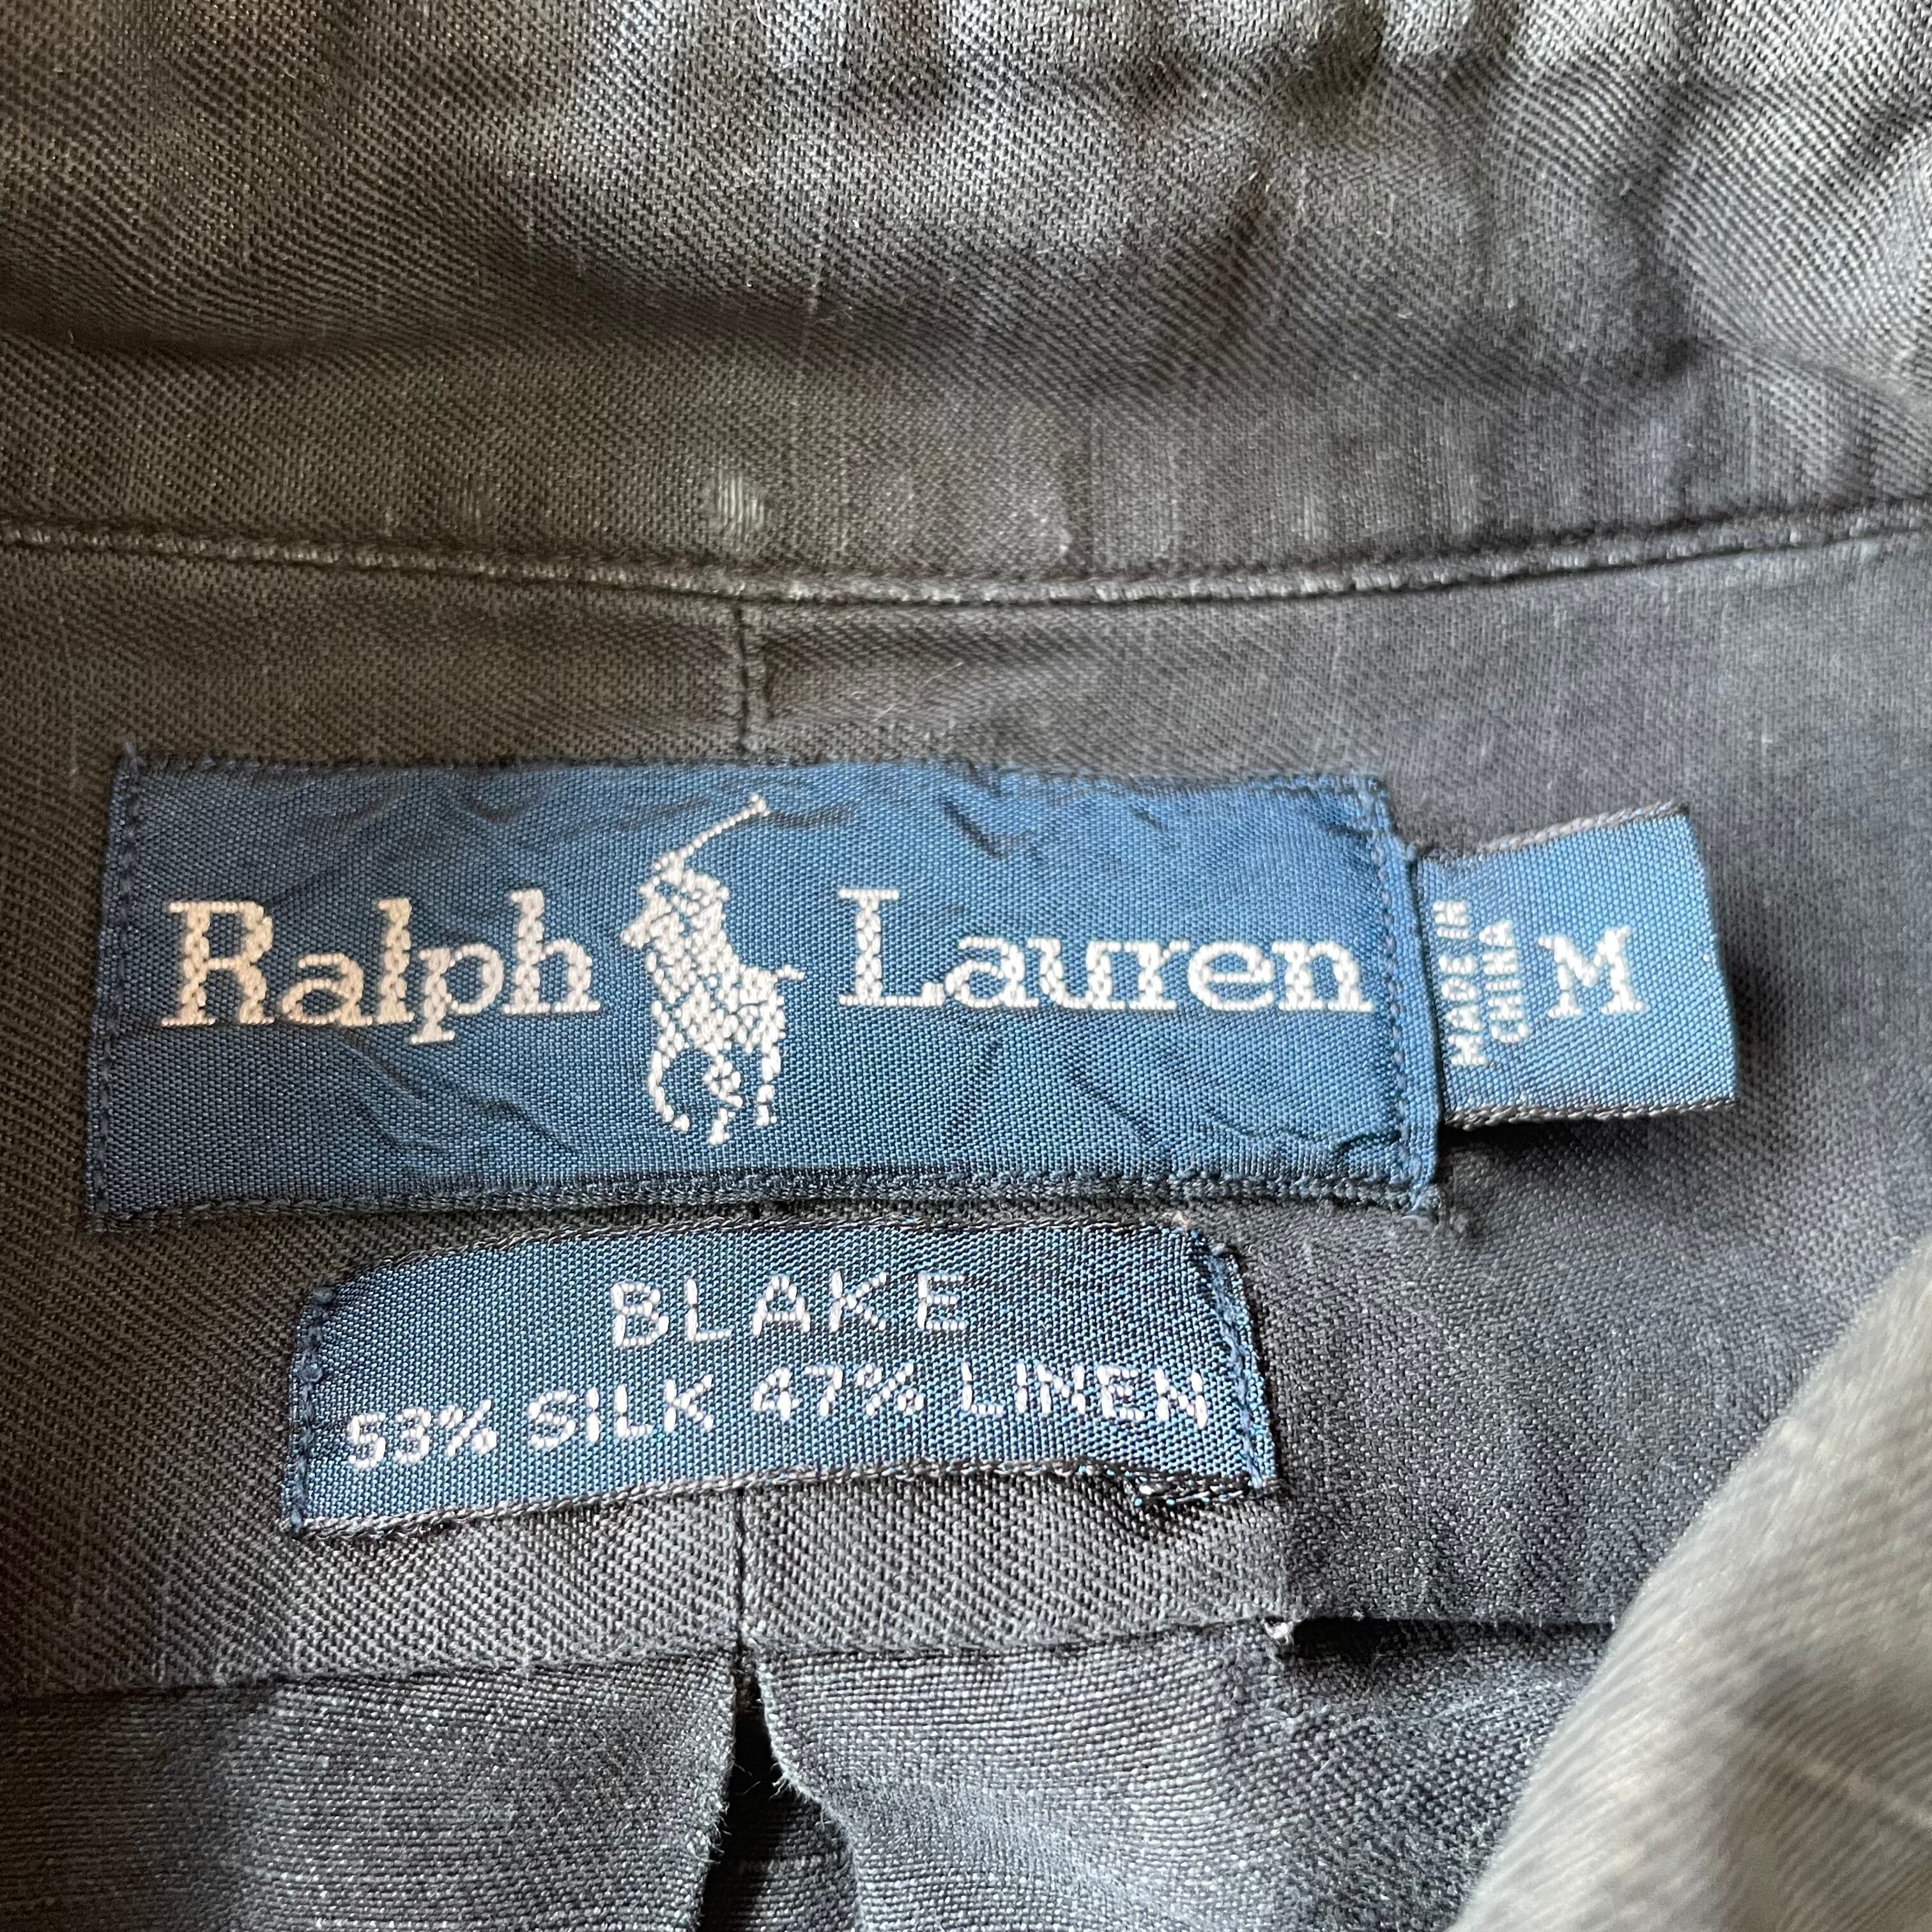 Ralph Lauren
MADE IN
CHINA
M
BLAKE
53% SILK 47% LINEN